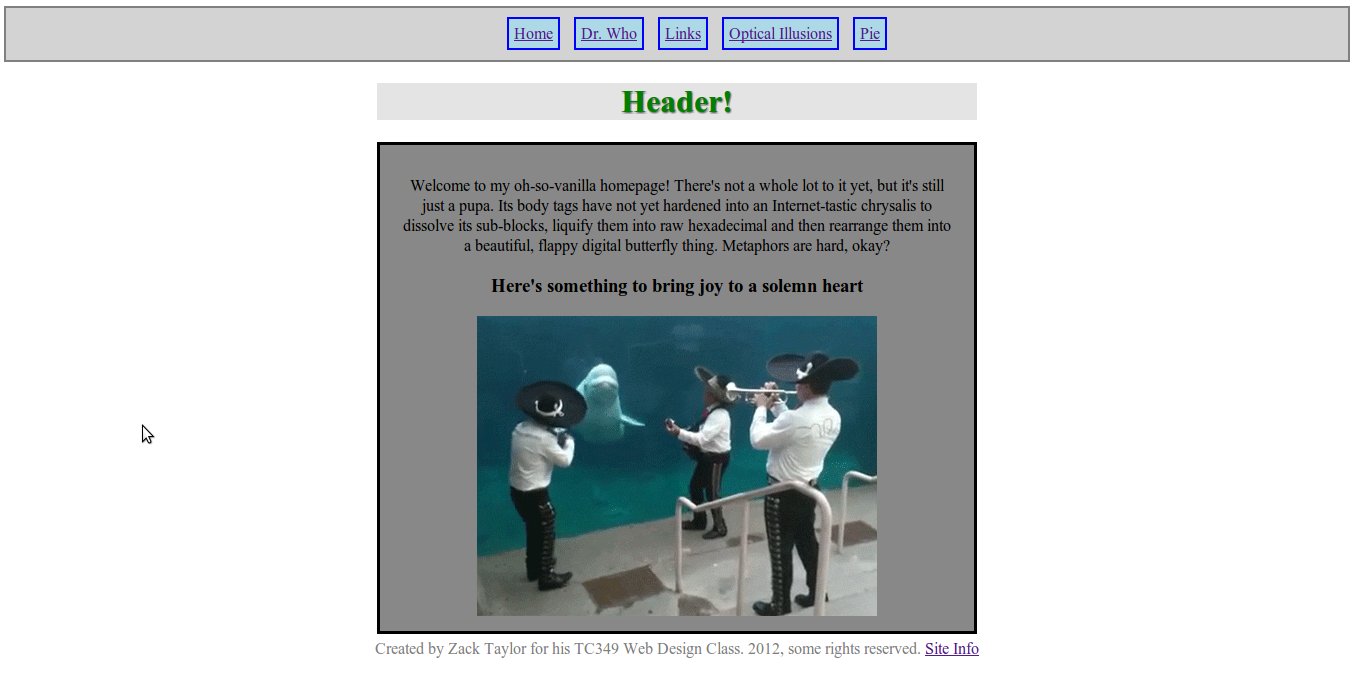 Home Dr. Who Links Optical Illusions Pie
Header!
Welcome to my oh-so-vanilla homepage! There's not a whole lot to it yet, but it's still
just a pupa. Its body tags have not yet hardened into an Internet-tastic chrysalis to
dissolve its sub-blocks, liquify them into raw hexadecimal and then rearrange them into
a beautiful, flappy digital butterfly thing. Metaphors are hard, okay?
Here's something to bring joy to a solemn heart
Created by Zack Taylor for his TC349 Web Design Class. 2012, some rights reserved. Site Info